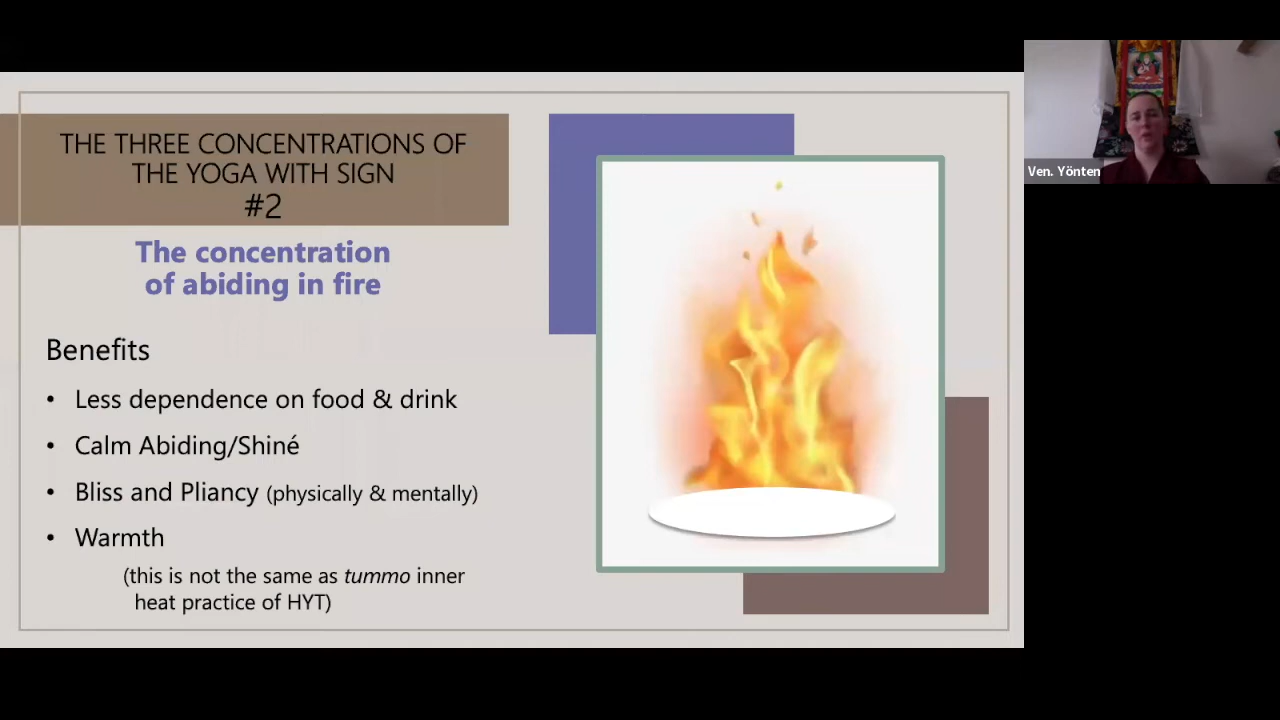 THE THREE CONCENTRATIONS OF
THE YOGA WITH SIGN
#2
The concentration
of abiding in fire
Benefits
• Less dependence on food & drink
• Calm Abiding/Shiné
• Bliss and Pliancy (physically & mentally)
• Warmth
(this is not the same as tummo inner
heat practice of HYT)
Ven. Yönten